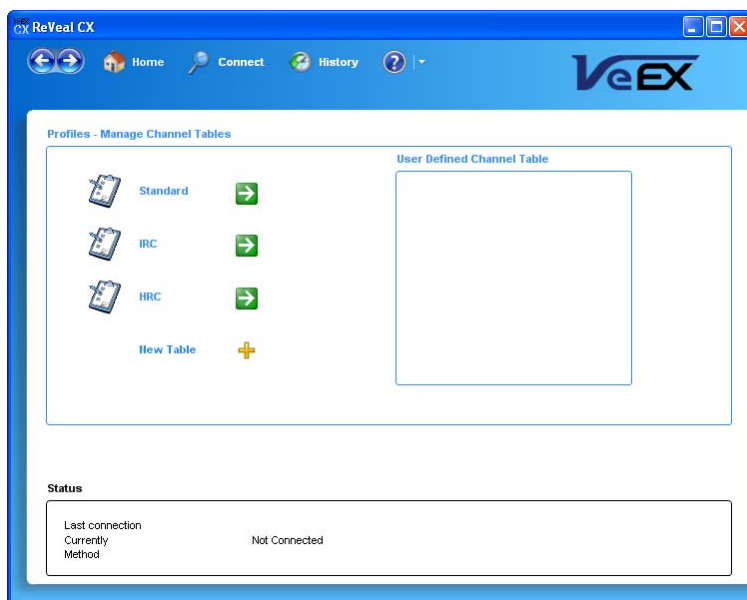 CX ReVeal CX
Home Connect History ?
VeEX
Profiles - Manage Channel Tables
User Defined Channel Table
Standard
IRC
HRC
New Table
Status
Last connection
Currently Not Connected
Method